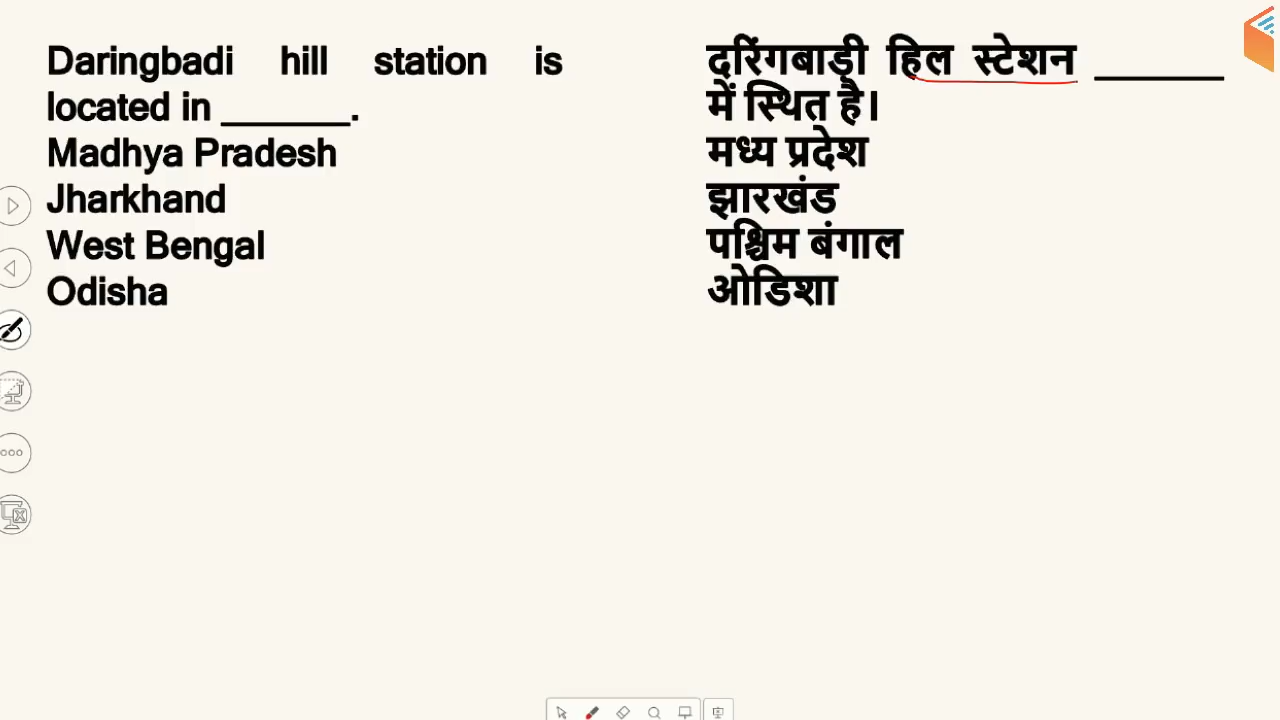 Daringbadi hill station is
located in _______.
Madhya Pradesh
Jharkhand
West Bengal
Odisha
दरिंगबाड़ी हिल स्टेशन _______
में स्थित है।
मध्य प्रदेश
झारखंड
पश्चिम बंगाल
ओडिशा